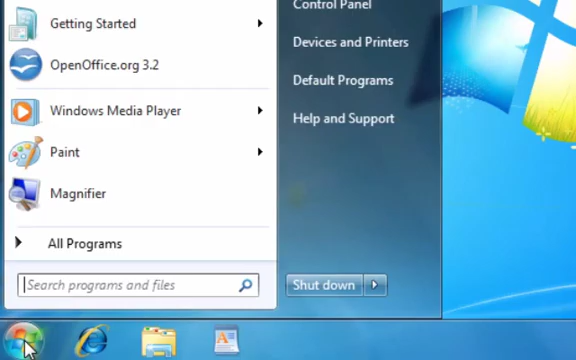 Getting Started
OpenOffice.org 3.2
Windows Media Player
Paint
Magnifier
All Programs
Search programs and files
Control Panel
Devices and Printers
Default Programs
Help and Support
Shut down